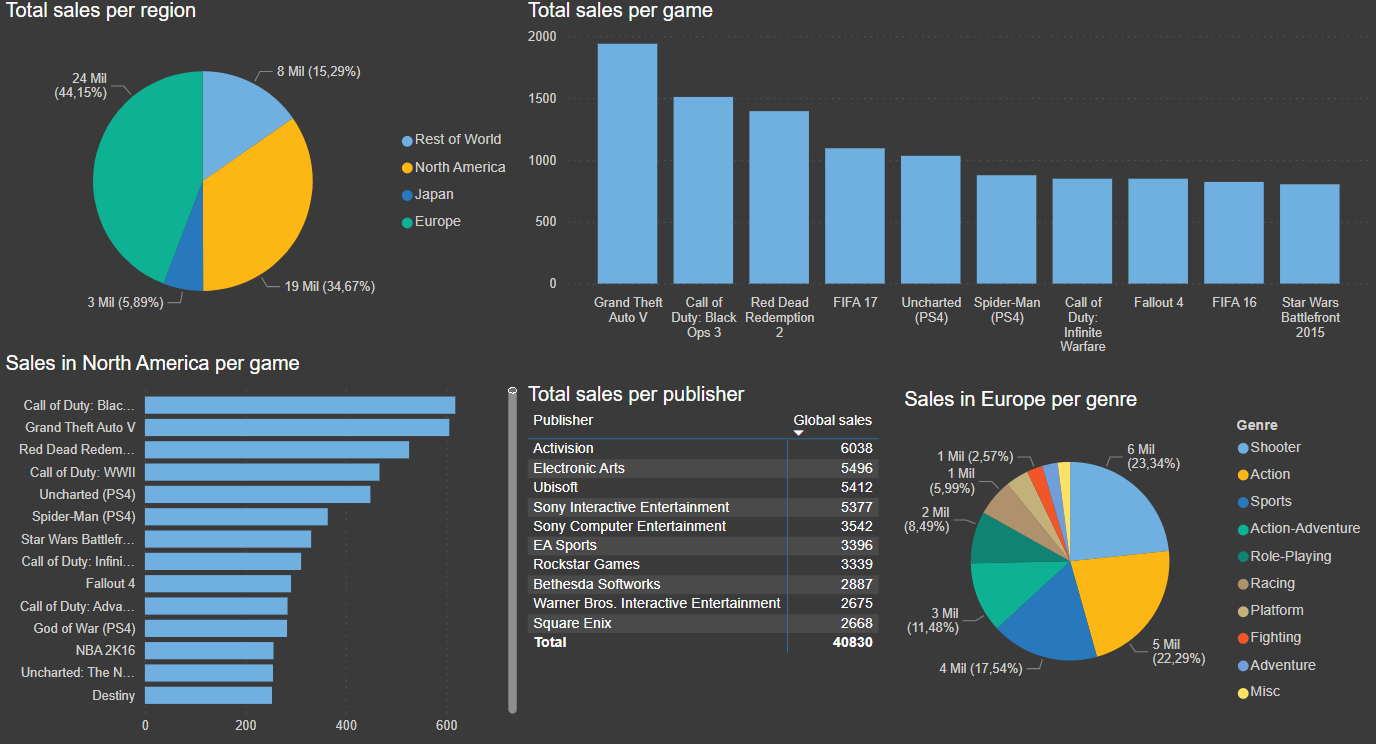 Total sales per region
24 Mil
(44,15%)
8 Mil (15,29%)
19 Mil (34,67%)
3 Mil (5,89%)
Rest of World
North America
Japan
Europe
Total sales per game
2000
1500
1000
500
0
Grand Theft
Auto V
Call of
Duty: Black
Ops 3
Red Dead
Redemption
2
FIFA 17
Uncharted
(PS4)
Spider-Man
(PS4)
Call of
Duty:
Infinite
Warfare
Fallout 4
FIFA 16
Star Wars
Battlefront
2015
Sales in North America per game
Call of Duty: Blac...
Grand Theft Auto V
Red Dead Redem...
Call of Duty: WWII
Uncharted (PS4)
Spider-Man (PS4)
Star Wars Battlefr...
Call of Duty: Infini...
Fallout 4
Call of Duty: Adva...
God of War (PS4)
NBA 2K16
Uncharted: The N...
Destiny
0 200 400 600
Total sales per publisher
Publisher Global sales
Activision 6038
Electronic Arts 5496
Ubisoft 5412
Sony Interactive Entertainment 5377
Sony Computer Entertainment 3542
EA Sports 3396
Rockstar Games 3339
Bethesda Softworks 2887
Warner Bros. Interactive Entertainment 2675
Square Enix 2668
Total 40830
Sales in Europe per genre
1 Mil (2,57%)
1 Mil
(5,99%)
2 Mil
(8,49%)
3 Mil
(11,48%)
4 Mil (17,54%)
5 Mil
(22,29%)
6 Mil
(23,34%)
Genre
Shooter
Action
Sports
Action-Adventure
Role-Playing
Racing
Platform
Fighting
Adventure
Misc